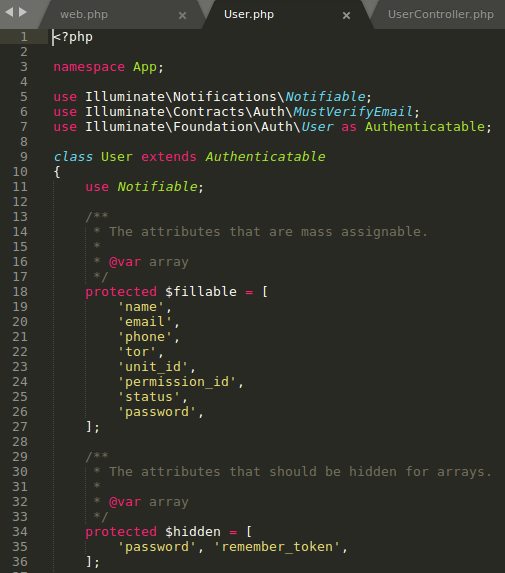 web.php × User.php × UserController.php
1 <?php
2
3 namespace App;
4
5 use Illuminate\Notifications\Notifiable;
6 use Illuminate\Contracts\Auth\MustVerifyEmail;
7 use Illuminate\Foundation\Auth\User as Authenticatable;
8
9 class User extends Authenticatable
10 {
11 use Notifiable;
12
13 /**
14 * The attributes that are mass assignable.
15 *
16 * @var array
17 */
18 protected $fillable = [
19 'name',
20 'email',
21 'phone',
22 'tor',
23 'unit_id',
24 'permission_id',
25 'status',
26 'password',
27 ];
28
29 /**
30 * The attributes that should be hidden for arrays.
31 *
32 * @var array
33 */
34 protected $hidden = [
35 'password', 'remember_token',
36 ];